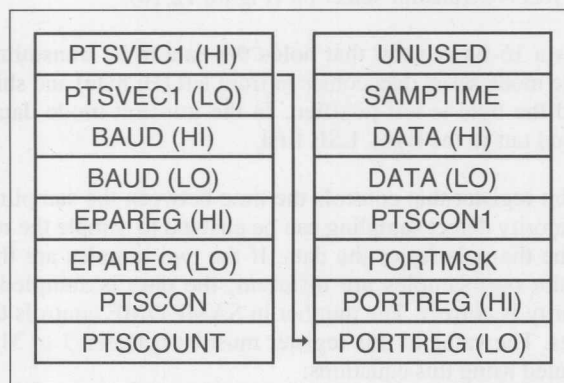 PTSVEC1 (HI)
PTSVEC1 (LO)
BAUD (HI)
BAUD (LO)
EPAREG (HI)
EPAREG (LO)
PTSCON
PTSCOUNT
UNUSED
SAMPTIME
DATA (HI)
DATA (LO)
PTSCON1
PORTMSK
PORTREG (HI)
PORTREG (LO)